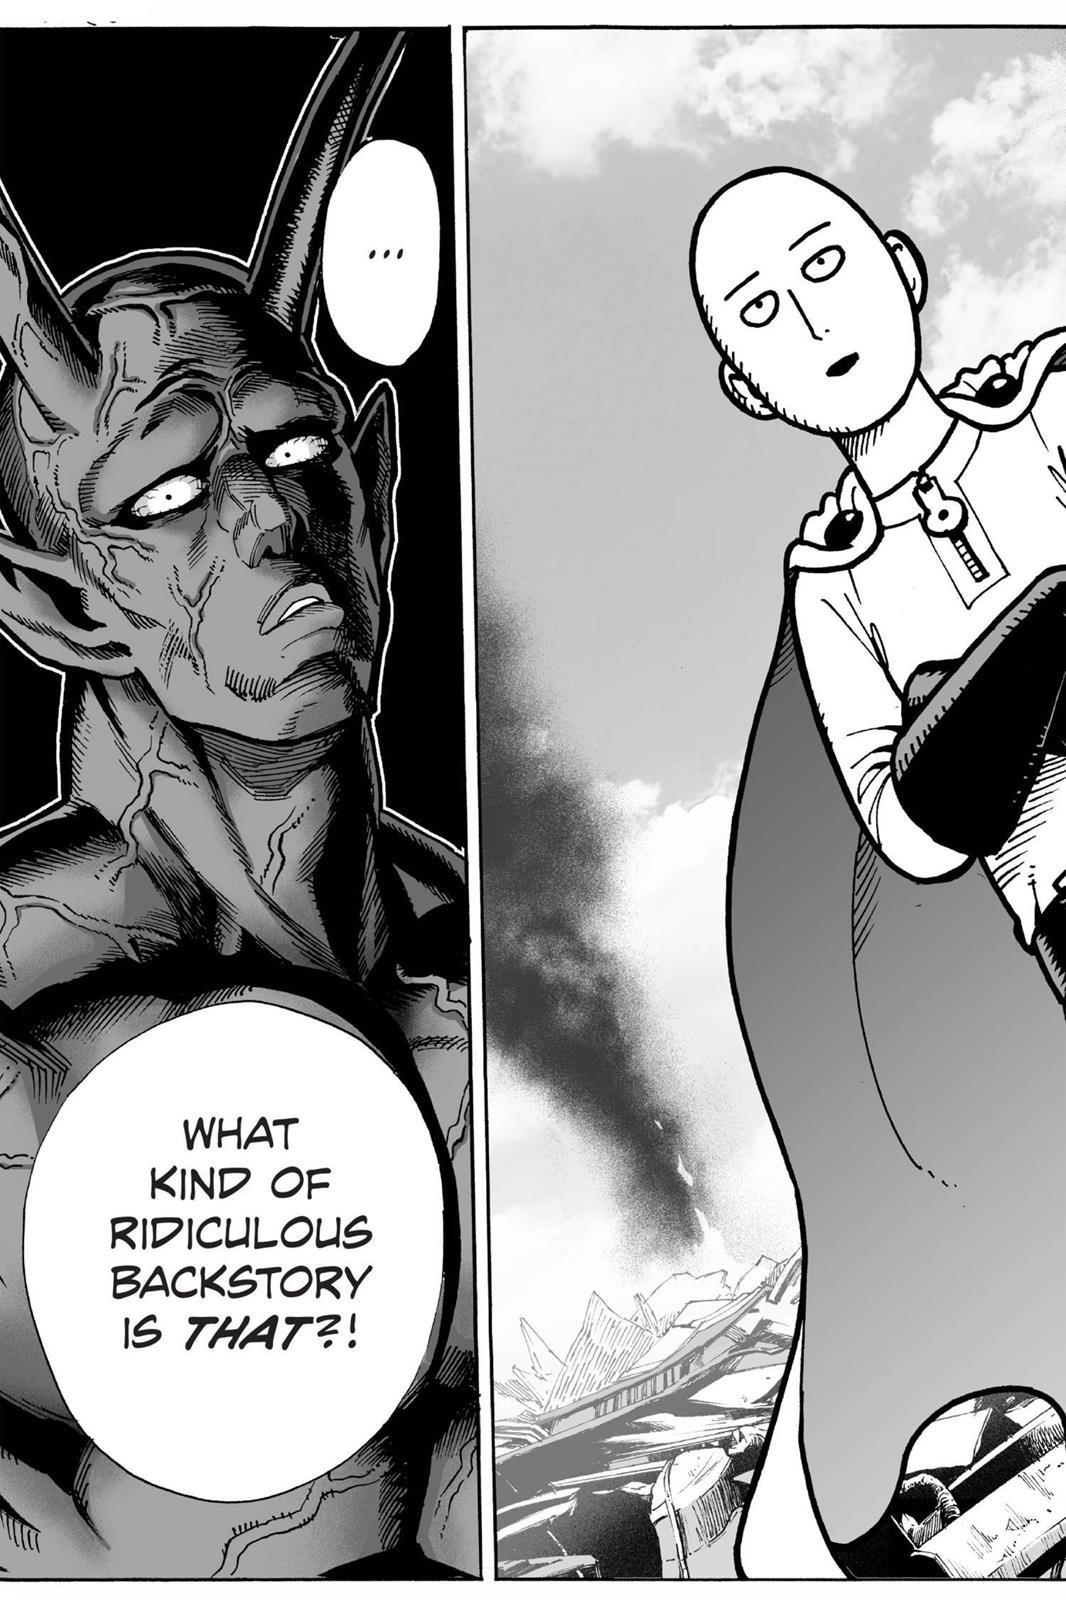 ...
WHAT
KIND OF
RIDICULOUS
BACKSTORY
IS THAT?!